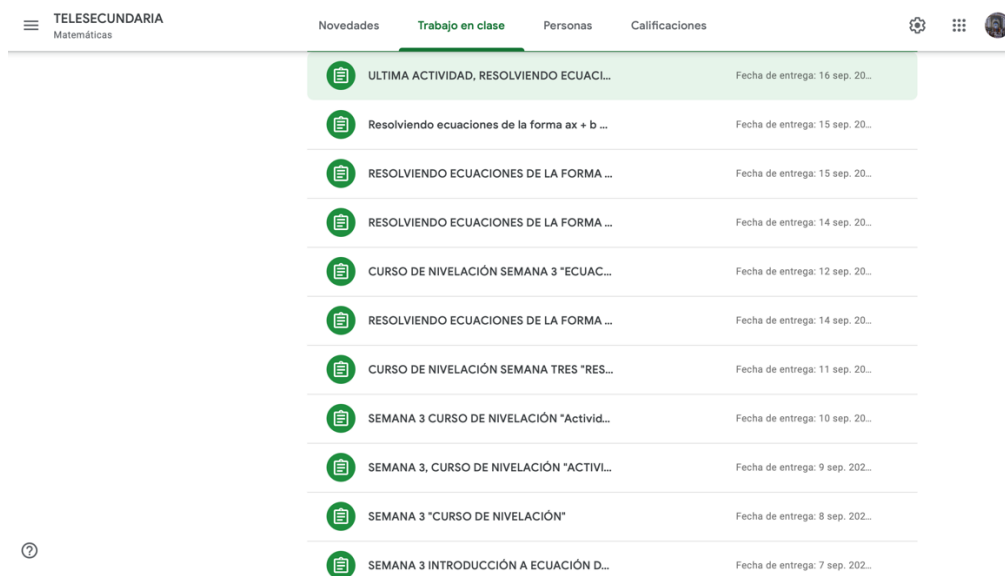 TELESECUNDARIA
Matemáticas
Novedades Trabajo en clase Personas Calificaciones
ULTIMA ACTIVIDAD, RESOLVIENDO ECUACI... Fecha de entrega: 16 sep. 20...
Resolviendo ecuaciones de la forma ax + b ... Fecha de entrega: 15 sep. 20...
RESOLVIENDO ECUACIONES DE LA FORMA ... Fecha de entrega: 15 sep. 20...
RESOLVIENDO ECUACIONES DE LA FORMA ... Fecha de entrega: 14 sep. 20...
CURSO DE NIVELACIÓN SEMANA 3 "ECUAC... Fecha de entrega: 12 sep. 20...
RESOLVIENDO ECUACIONES DE LA FORMA ... Fecha de entrega: 14 sep. 20...
CURSO DE NIVELACIÓN SEMANA TRES "RES... Fecha de entrega: 11 sep. 20...
SEMANA 3 CURSO DE NIVELACIÓN "Activid... Fecha de entrega: 10 sep. 20...
SEMANA 3, CURSO DE NIVELACIÓN "ACTIVI... Fecha de entrega: 9 sep. 202...
SEMANA 3 "CURSO DE NIVELACIÓN" Fecha de entrega: 8 sep. 202...
SEMANA 3 INTRODUCCIÓN A ECUACIÓN D... Fecha de entrega: 7 sep. 202...